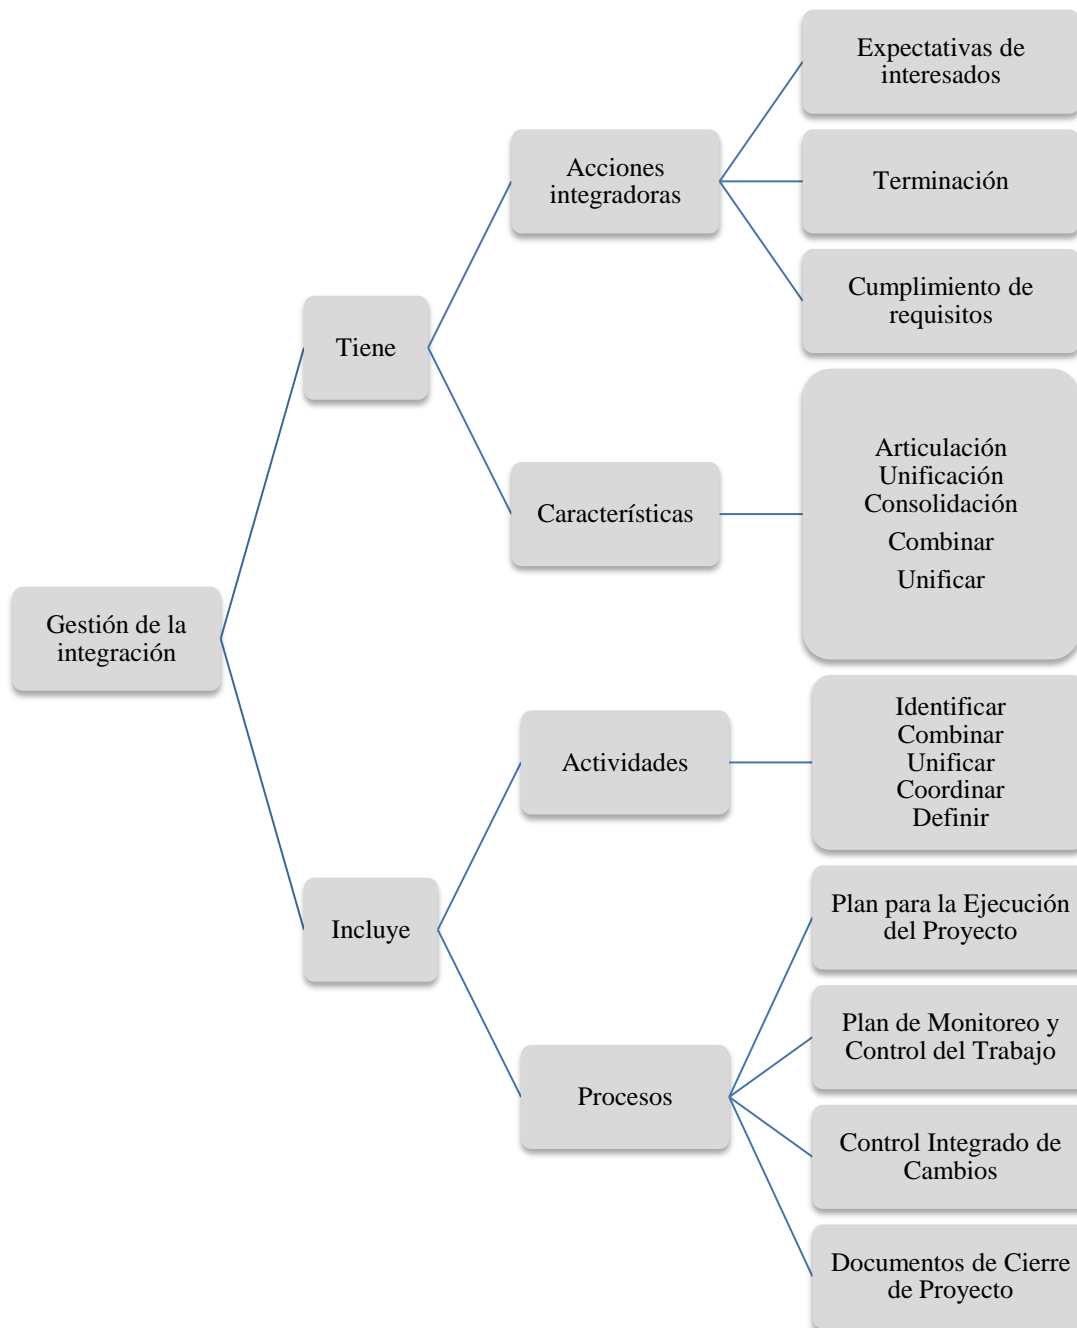 Gestión de la
integración
Tiene
Acciones
integradoras
Expectativas de
interesados
Terminación
Cumplimiento de
requisitos
Característicasas
Articulación
Unificación
Consolidación
Combinar
Unificar
Incluye
Actividades
Identificar
Combinar
Unificar
Coordinar
Definir
Procesos
Plan para la Ejecución
del Proyecto
Plan de Monitoreo y
Control del Trabajo
Control Integrado de
Cambios
Documentos de Cierre
de Proyecto